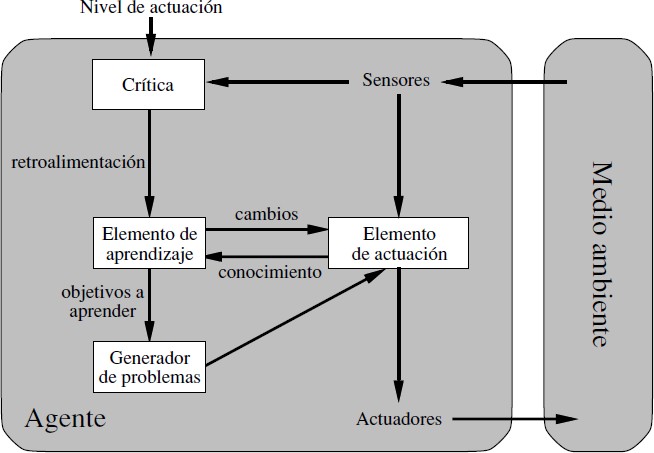 Nivel de actuación
Crítica
Sensores
retroalimentación
Elemento de
aprendizaje
cambios
conocimiento
Elemento
de actuación
objetivos a
aprender
Generador
de problemas
Agente
Actuadores
Medio ambiente